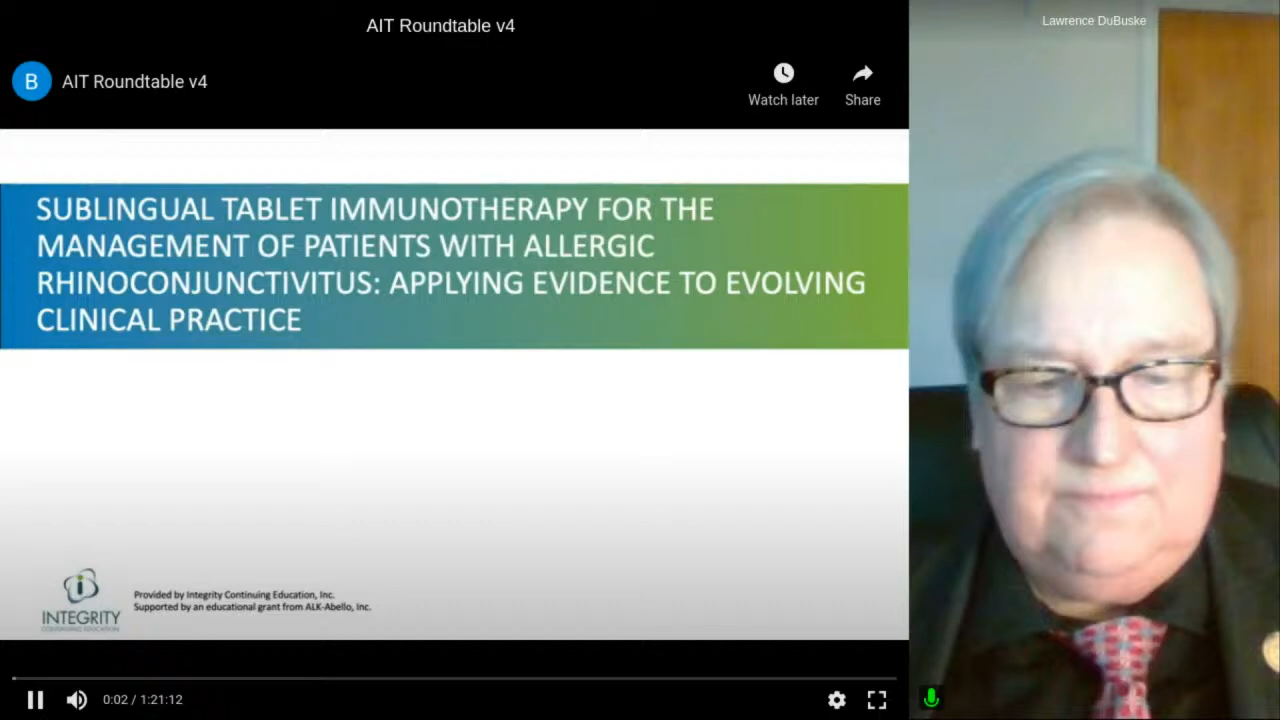 AIT Roundtable v4
Lawrence DuBuske
B
AIT Roundtable v4
Watch later
Share
SUBLINGUAL TABLET IMMUNOTHERAPY FOR THE
MANAGEMENT OF PATIENTS WITH ALLERGIC
RHINOCONJUNCTIVITUS: APPLYING EVIDENCE TO EVOLVING
CLINICAL PRACTICE
INTEGRITY
CONTINUING EDUCATION
Provided by Integrity Continuing Education, Inc.
Supported by an educational grant from ALK-Abello, Inc.
0:02 / 1:21:12